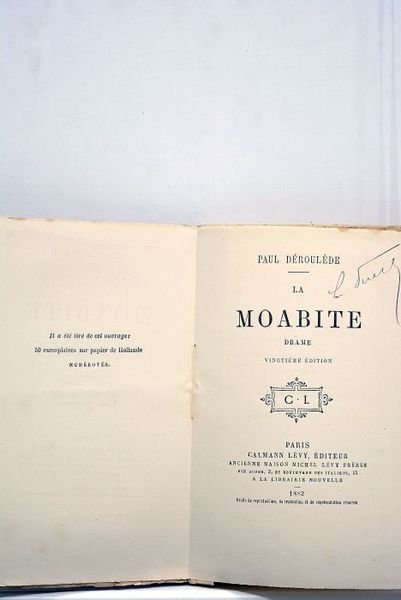 Il a été tiré de cet ouvrage
50 exemplaires sur papier de Hollande
NUMÉROTÉS.
PAUL DÉROULÈDE
LA
MOABITE
DRAME
VINGTIÈME ÉDITION
C·L
PARIS
CALMANN LÉVY, ÉDITEUR
ANCIENNE MAISON MICHEL LÉVY FRÈRES
RUE AUBER, 3, ET BOULEVARD DES ITALIENS, 15
A LA LIBRAIRIE NOUVELLE
1882
Droits de reproduction, de traduction et de représentation réservés.